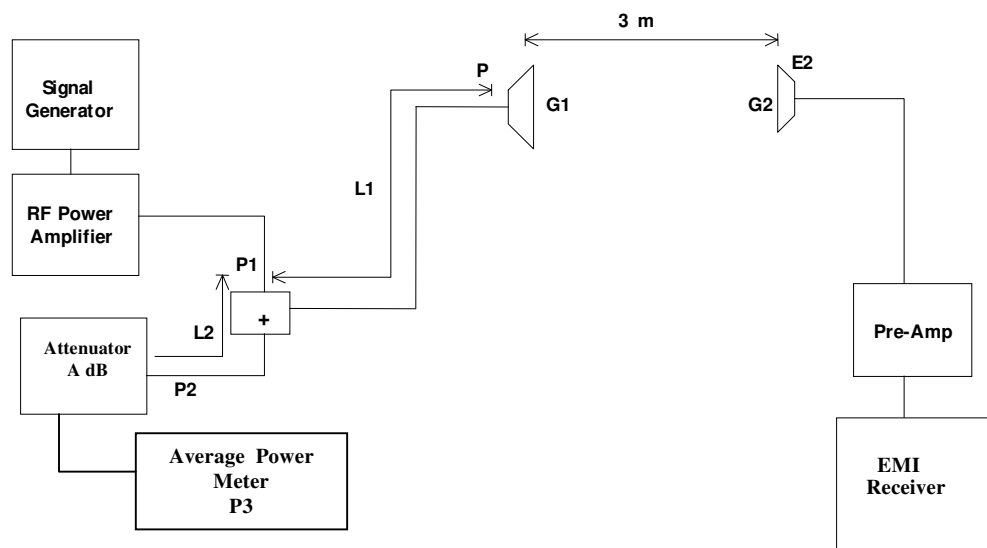 3 m
Signal
Generator
P
E2
G1
G2
L1
RF Power
Amplifier
P1
+
L2
Attenuator
A dB
P2
Pre-Amp
Average Power
Meter
P3
EMI
Receiver